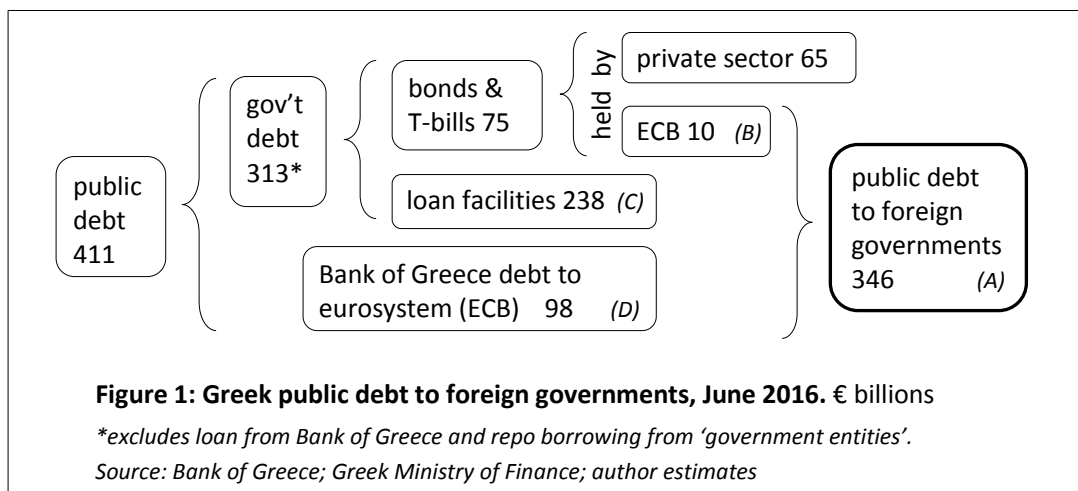 public
debt
411
gov't
debt
313*
bonds &
T-bills 75
held by
private sector 65
ECB 10 (B)
loan facilities 238 (C)
Bank of Greece debt to
eurosystem (ECB) 98 (D)
public debt
to foreign
governments
346 (A)
Figure 1: Greek public debt to foreign governments, June 2016. € billions
*excludes loan from Bank of Greece and repo borrowing from ‘government entities’.
Source: Bank of Greece; Greek Ministry of Finance; author estimates